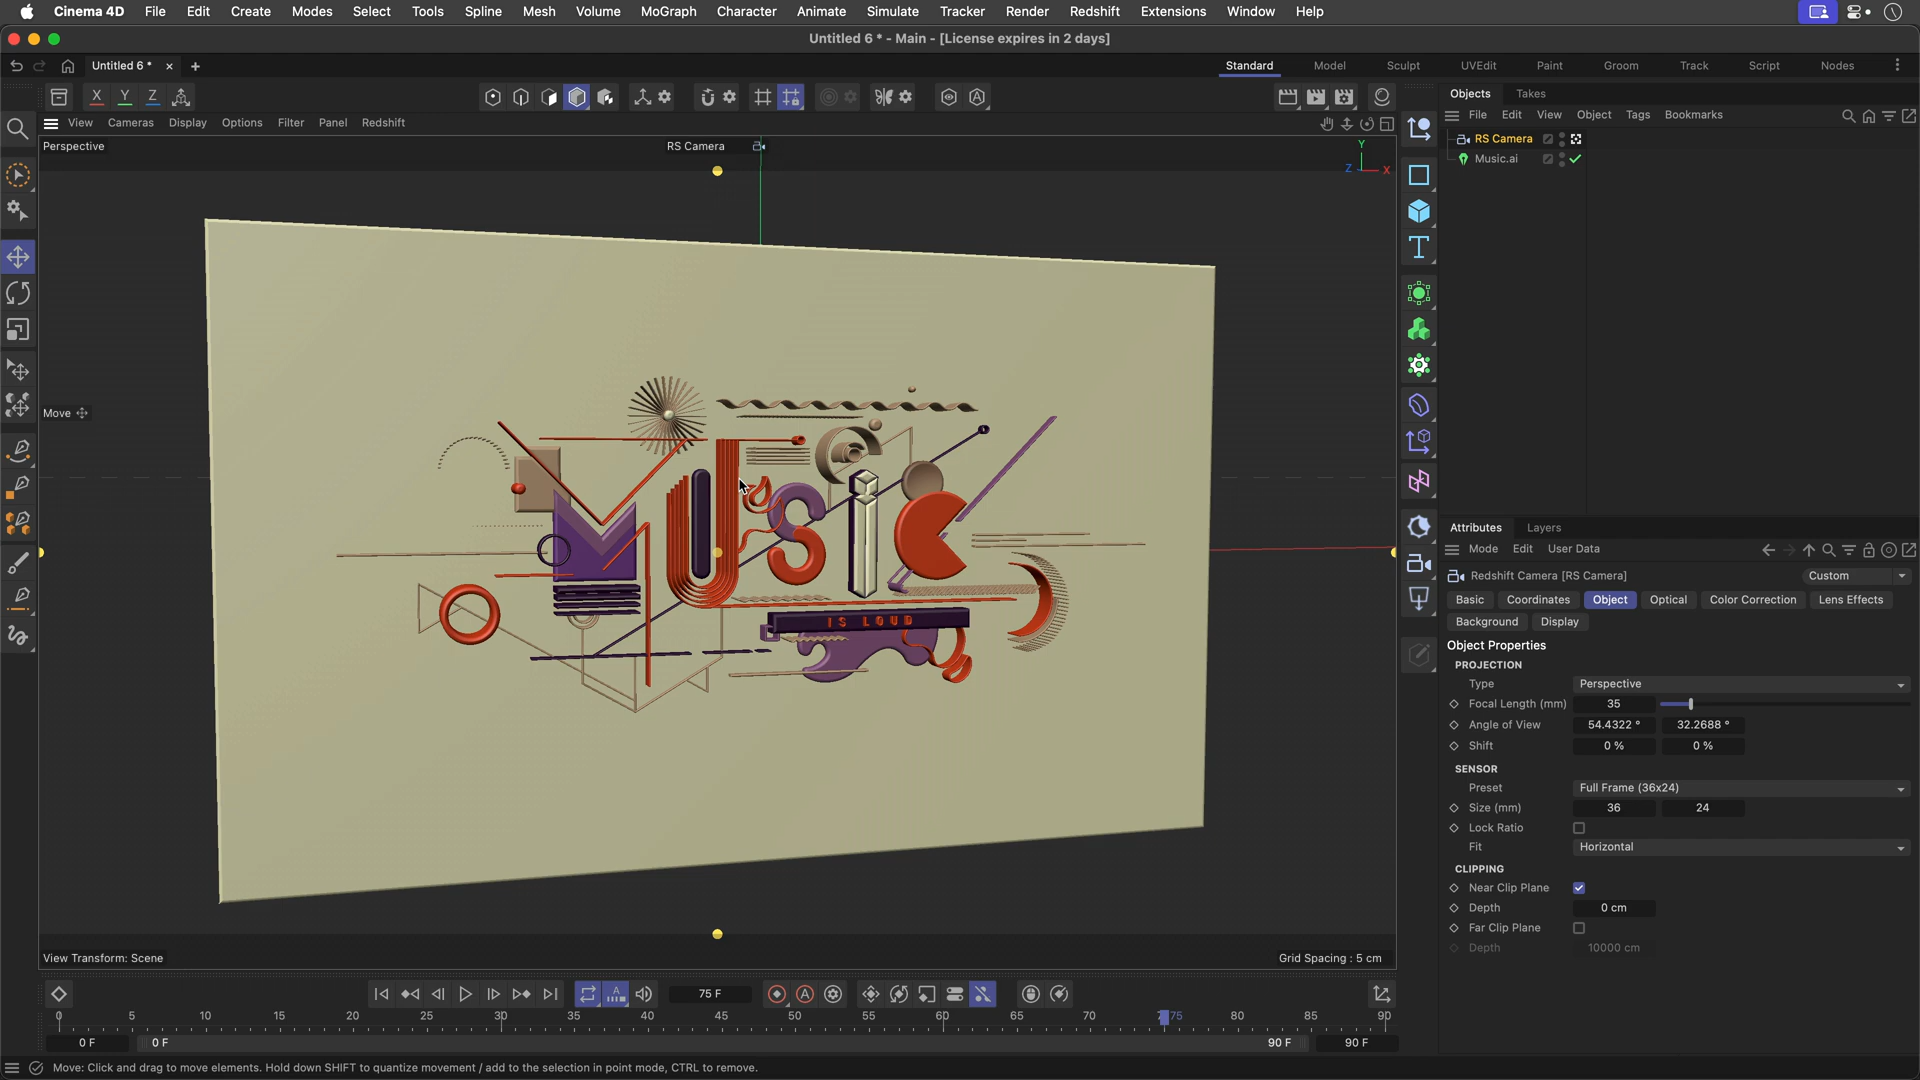 Cinema 4D File Edit Create Modes Select Tools Spline Mesh Volume MoGraph Character Animate Simulate Tracker Render Redshift Extensions Window Help
Untitled 6 * - Main - [License expires in 2 days]
Untitled 6 *
Standard Model Sculpt UVEdit Paint Groom Track Script Nodes
X Y Z
Objects Takes
View Cameras Display Options Filter Panel Redshift
File Edit View Object Tags Bookmarks
Perspective
RS Camera
Y
Z X
RS Camera
Music.ai
Move
MUSiC
IS LOUD
Attributes Layers
Mode Edit User Data
Redshift Camera [RS Camera]
Custom
Basic Coordinates Object Optical Color Correction Lens Effects
Background Display
Object Properties
PROJECTION
Type Perspective
Focal Length (mm) 35
Angle of View 54.4322 ° 32.2688 °
Shift 0 % 0 %
SENSOR
Preset Full Frame (36x24)
Size (mm) 36 24
Lock Ratio
Fit Horizontal
CLIPPING
Near Clip Plane
Depth 0 cm
Far Clip Plane
Depth 10000 cm
View Transform: Scene
Grid Spacing : 5 cm
75 F
0 5 10 15 20 25 30 35 40 45 50 55 60 65 70 75 80 85 90
0 F 0 F 90 F 90 F
Move: Click and drag to move elements. Hold down SHIFT to quantize movement / add to the selection in point mode, CTRL to remove.